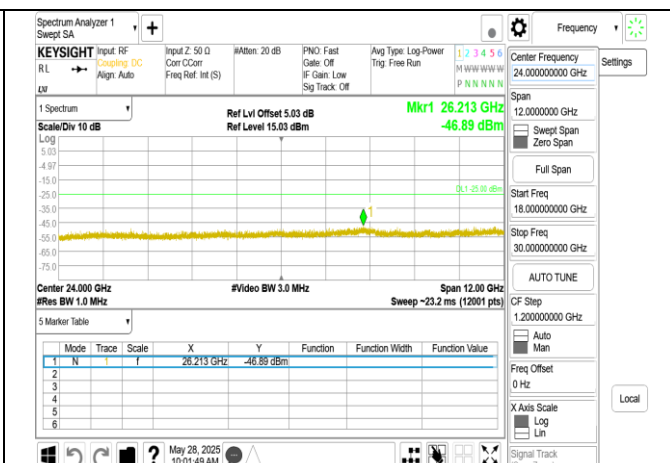 Spectrum Analyzer 1
Swept SA
+
Frequency
Settings
KEYSIGHT
RL
Input: RF
Coupling: DC
Align: Auto
Input Z: 50 Ω
Corr CCorr
Freq Ref: Int (S)
#Atten: 20 dB
PNO: Fast
Gate: Off
IF Gain: Low
Sig Track: Off
Avg Type: Log-Power
Trig: Free Run
1 2 3 4 5 6
M W W W W W
P N N N N N
1 Spectrum
Scale/Div 10 dB
Ref Lvl Offset 5.03 dB
Ref Level 15.03 dBm
Mkr1 26.213 GHz
-46.89 dBm
Log
5.03
-4.97
-15.0
-25.0
-35.0
-45.0
-55.0
-65.0
-75.0
DL1 -25.00 dBm
1
Center 24.000 GHz
#Res BW 1.0 MHz
#Video BW 3.0 MHz
Span 12.00 GHz
Sweep ~23.2 ms (12001 pts)
5 Marker Table
Mode Trace Scale X Y Function Function Width Function Value
1 N 1 f 26.213 GHz -46.89 dBm
2
3
4
5
6
May 28, 2025
10:01:49 AM
Center Frequency
24.000000000 GHz
Span
12.0000000 GHz
Swept Span
Zero Span
Full Span
Start Freq
18.000000000 GHz
Stop Freq
30.000000000 GHz
AUTO TUNE
CF Step
1.200000000 GHz
Auto
Man
Freq Offset
0 Hz
X Axis Scale
Log
Lin
Signal Track
Local